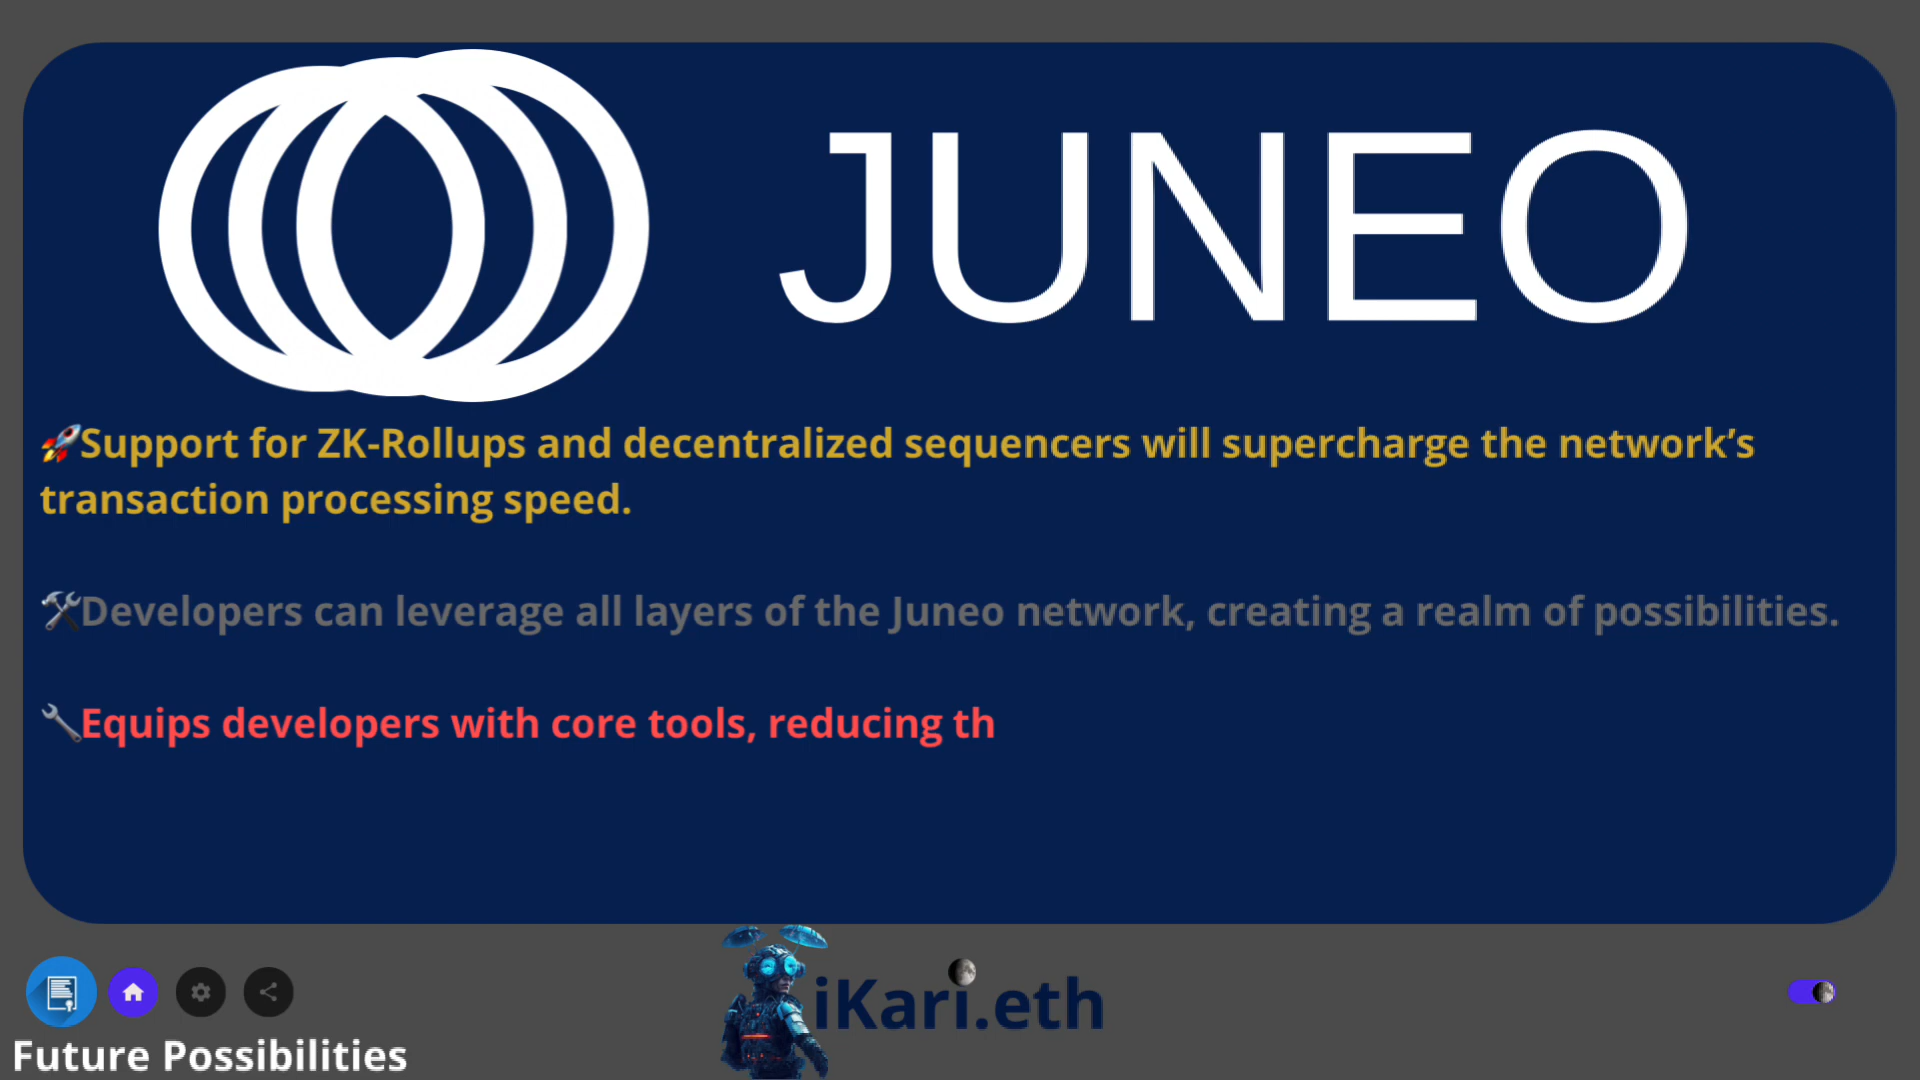 JUNEO
🚀Support for ZK-Rollups and decentralized sequencers will supercharge the network’s
transaction processing speed.
🛠Developers can leverage all layers of the Juneo network, creating a realm of possibilities.
🔧Equips developers with core tools, reducing th
iKari.eth
Future Possibilities